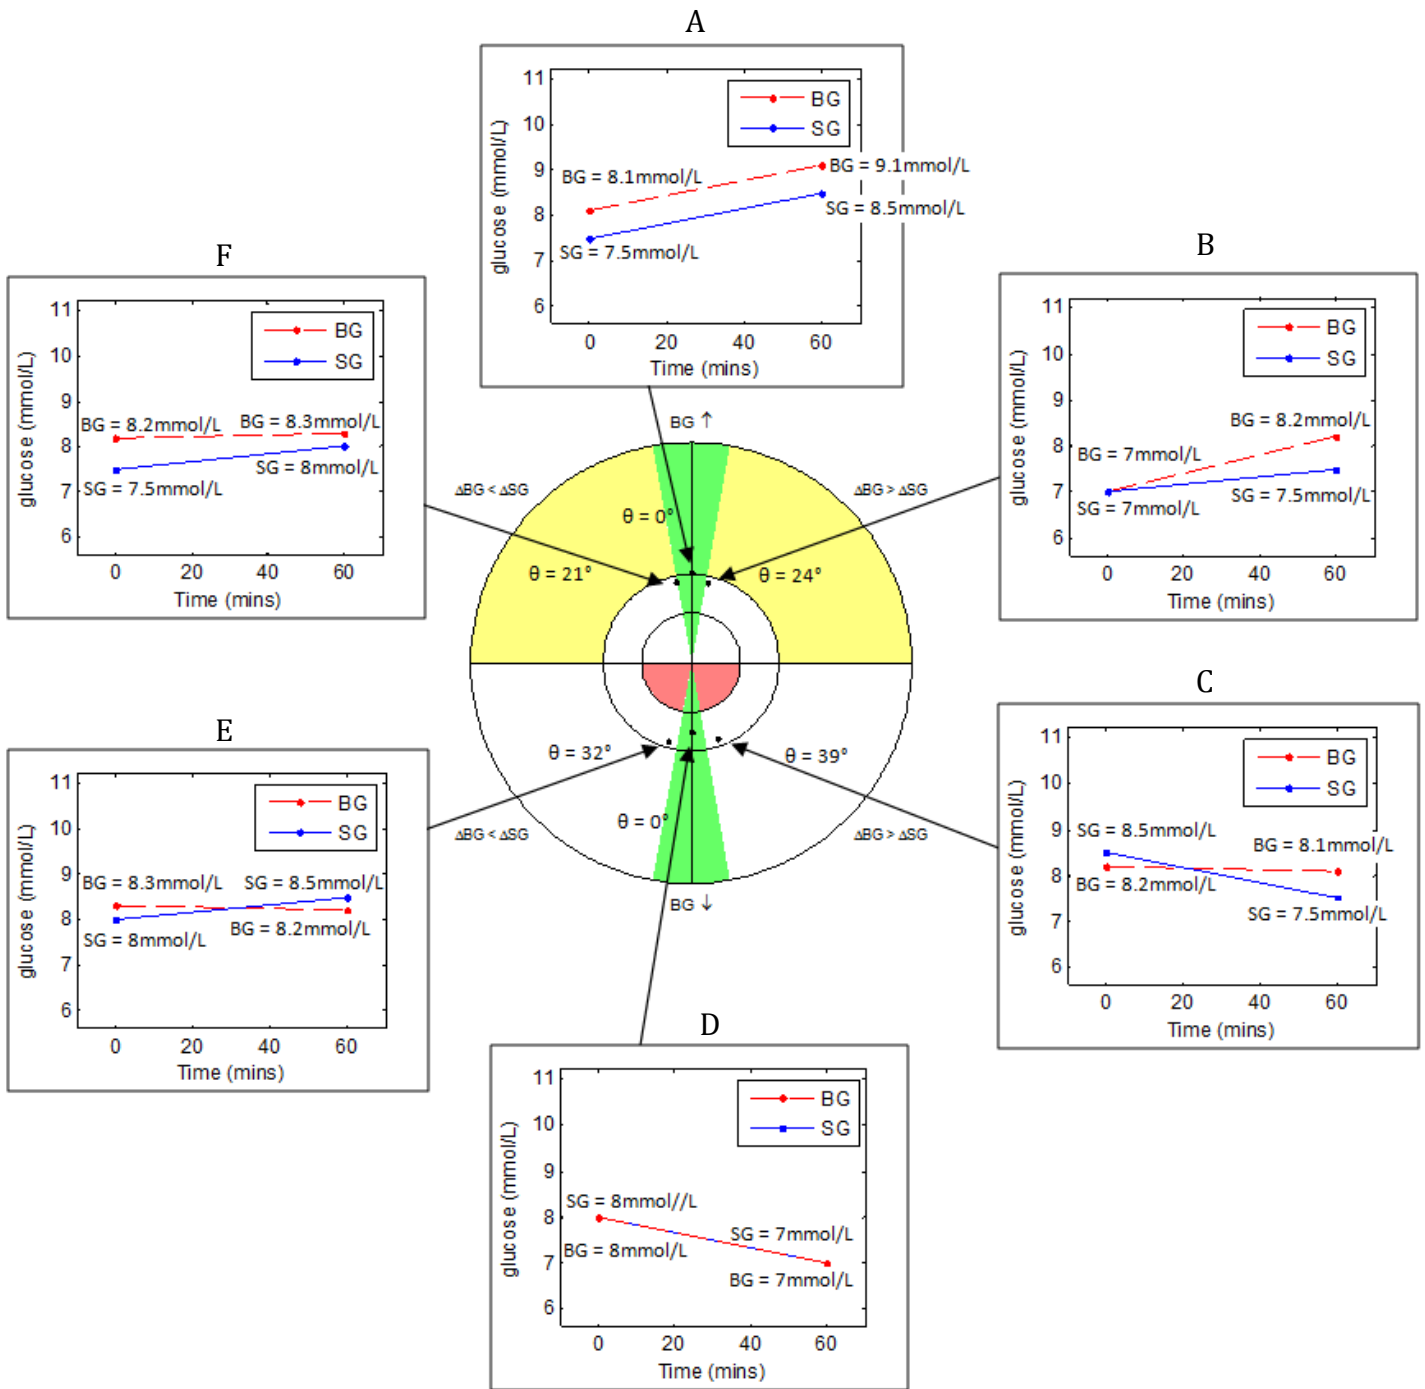 A
glucose (mmol/L)
11
10
9
8
7
6
BG
SG
BG = 8.1mmol/L
BG = 9.1mmol/L
SG = 8.5mmol/L
SG = 7.5mmol/L
0 20 40 60
Time (mins)
F
glucose (mmol/L)
11
10
9
8
7
6
BG
SG
BG = 8.2mmol/L
BG = 8.3mmol/L
SG = 8mmol/L
SG = 7.5mmol/L
0 20 40 60
Time (mins)
B
glucose (mmol/L)
11
10
9
8
7
6
BG
SG
BG = 8.2mmol/L
BG = 7mmol/L
SG = 7.5mmol/L
SG = 7mmol/L
0 20 40 60
Time (mins)
BG ↑
∆BG < ∆SG
∆BG > ∆SG
θ = 0°
θ = 21°
θ = 24°
θ = 32°
θ = 39°
θ = 0°
∆BG < ∆SG
∆BG > ∆SG
BG ↓
E
glucose (mmol/L)
11
10
9
8
7
6
BG
SG
BG = 8.3mmol/L
SG = 8.5mmol/L
BG = 8.2mmol/L
SG = 8mmol/L
0 20 40 60
Time (mins)
C
glucose (mmol/L)
11
10
9
8
7
6
BG
SG
SG = 8.5mmol/L
BG = 8.1mmol/L
BG = 8.2mmol/L
SG = 7.5mmol/L
0 20 40 60
Time (mins)
D
glucose (mmol/L)
11
10
9
8
7
6
BG
SG
SG = 8mmol//L
SG = 7mmol/L
BG = 8mmol/L
BG = 7mmol/L
0 20 40 60
Time (mins)